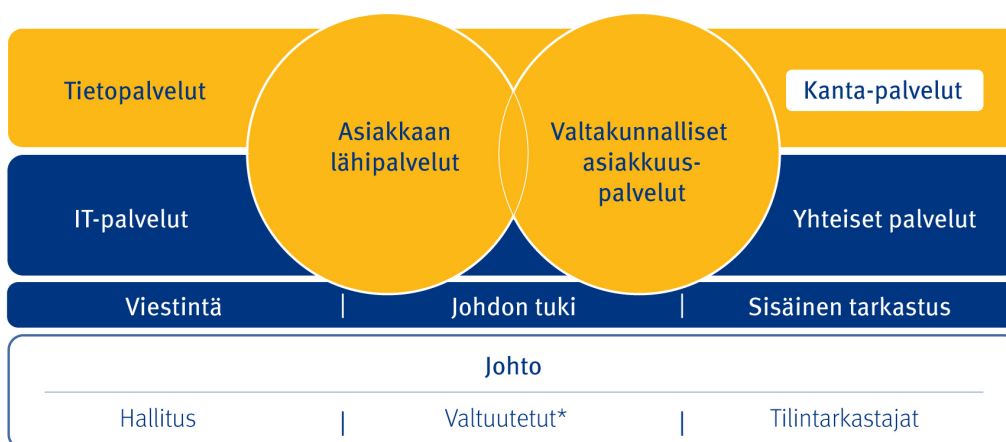 Tietopalvelut
Asiakkaan
lähipalvelut
Valtakunnalliset
asiakkuus-
palvelut
Kanta-palvelut
IT-palvelut
Yhteiset palvelut
Viestintä | Johdon tuki | Sisäinen tarkastus
Johto
Hallitus | Valtuutetut* | Tilintarkastajat